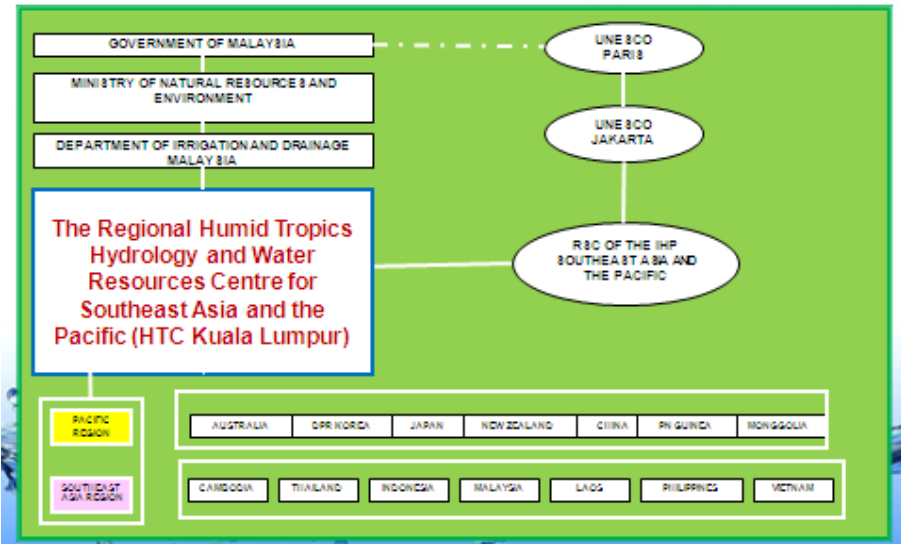 GOVERNMENT OF MALAYSIA
UNESCO
PARIS
MINISTRY OF NATURAL RESOURCES AND
ENVIRONMENT
UNESCO
JAKARTA
DEPARTMENT OF IRRIGATION AND DRAINAGE
MALAYSIA
The Regional Humid Tropics
Hydrology and Water
Resources Centre for
Southeast Asia and the
Pacific (HTC Kuala Lumpur)
RSC OF THE IHP
SOUTHEAST ASIA AND
THE PACIFIC
PACIFIC
REGION
AUSTRALIA DPR KOREA JAPAN NEW ZEALAND CHINA PN GUINEA MONGGOLIA
SOUTHEAST
ASIA REGION
CAMBODIA THAILAND INDONESIA MALAYSIA LAOS PHILIPPINES VIETNAM